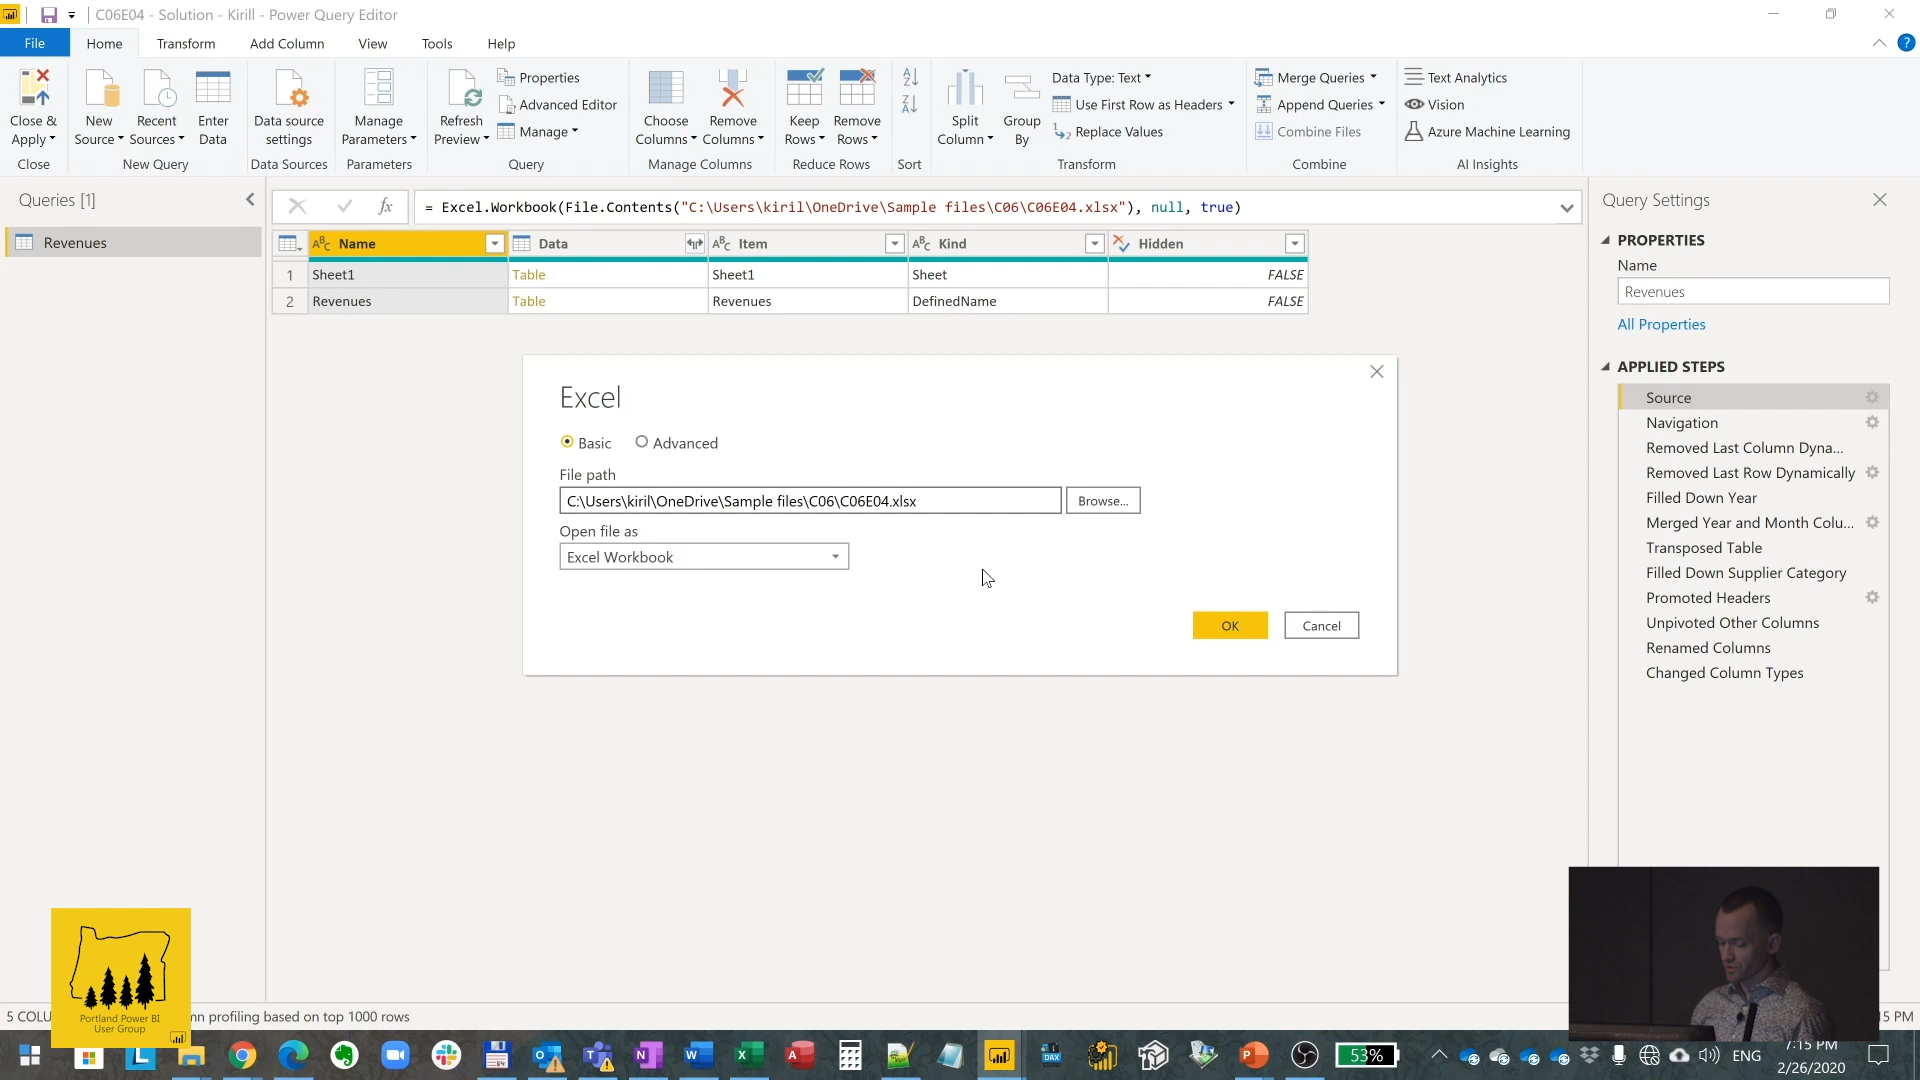 C06E04 - Solution - Kirill - Power Query Editor
File Home Transform Add Column View Tools Help
Close & Apply
Close
New Source
Recent Sources
Enter Data
New Query
Data source settings
Data Sources
Manage Parameters
Parameters
Refresh Preview
Properties
Advanced Editor
Manage
Query
Choose Columns
Remove Columns
Manage Columns
Keep Rows
Remove Rows
Reduce Rows
Sort
Split Column
Group By
Data Type: Text
Use First Row as Headers
Replace Values
Transform
Merge Queries
Append Queries
Combine Files
Combine
Text Analytics
Vision
Azure Machine Learning
AI Insights
Queries [1]
Revenues
fx = Excel.Workbook(File.Contents("C:\Users\kiril\OneDrive\Sample files\C06\C06E04.xlsx"), null, true)
Name Data Item Kind Hidden
1 Sheet1 Table Sheet1 Sheet FALSE
2 Revenues Table Revenues DefinedName FALSE
Excel
Basic Advanced
File path
C:\Users\kiril\OneDrive\Sample files\C06\C06E04.xlsx Browse...
Open file as
Excel Workbook
OK Cancel
Query Settings
PROPERTIES
Name
Revenues
All Properties
APPLIED STEPS
Source
Navigation
Removed Last Column Dyna...
Removed Last Row Dynamically
Filled Down Year
Merged Year and Month Colu...
Transposed Table
Filled Down Supplier Category
Promoted Headers
Unpivoted Other Columns
Renamed Columns
Changed Column Types
Portland Power BI
User Group
5 COLU
profiling based on top 1000 rows
5 PM
53%
ENG
7:15 PM
2/26/2020